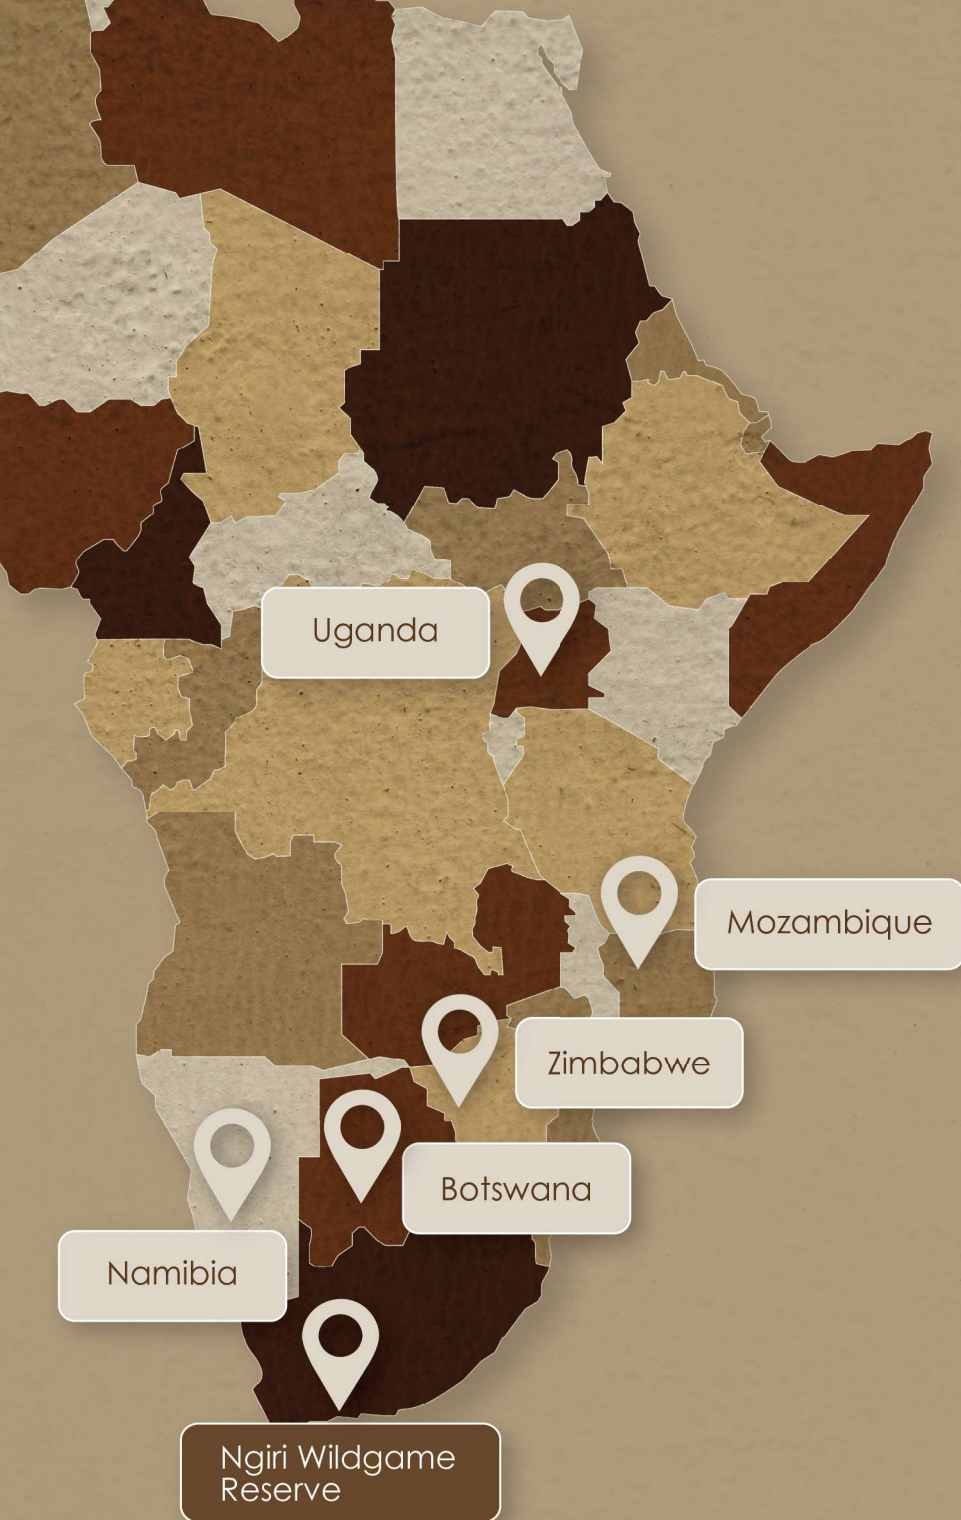 Uganda
Mozambique
Zimbabwe
Botswana
Namibia
Ngiri Wildgame
Reserve